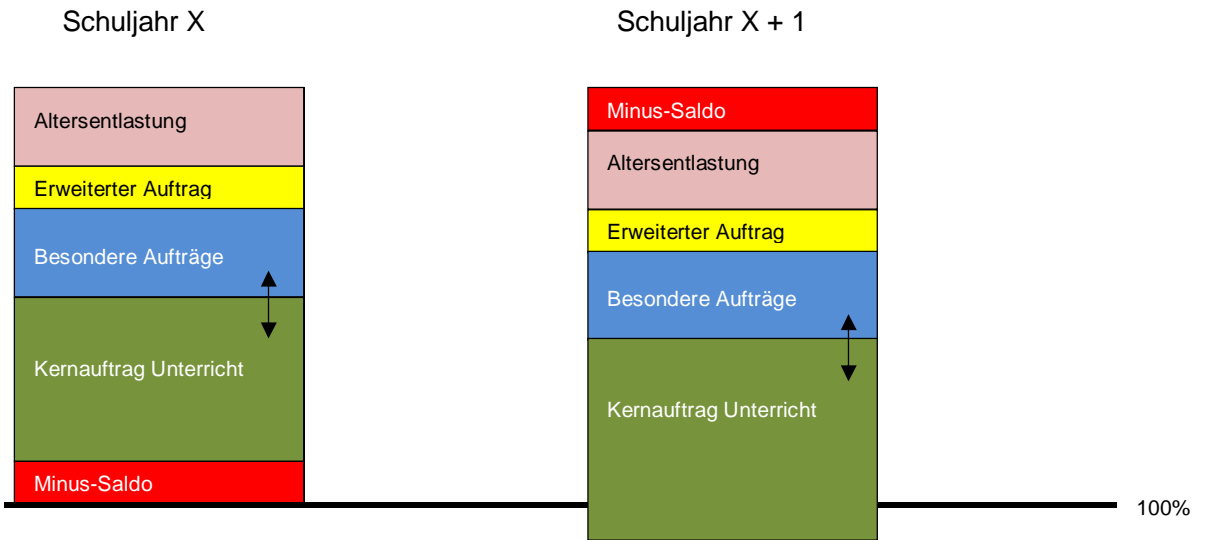 Schuljahr X
Schuljahr X + 1
Altersentlastung
Erweiterter Auftrag
Besondere Aufträge
Kernauftrag Unterricht
Minus-Saldo
Minus-Saldo
Altersentlastung
Erweiterter Auftrag
Besondere Aufträge
Kernauftrag Unterricht
100%